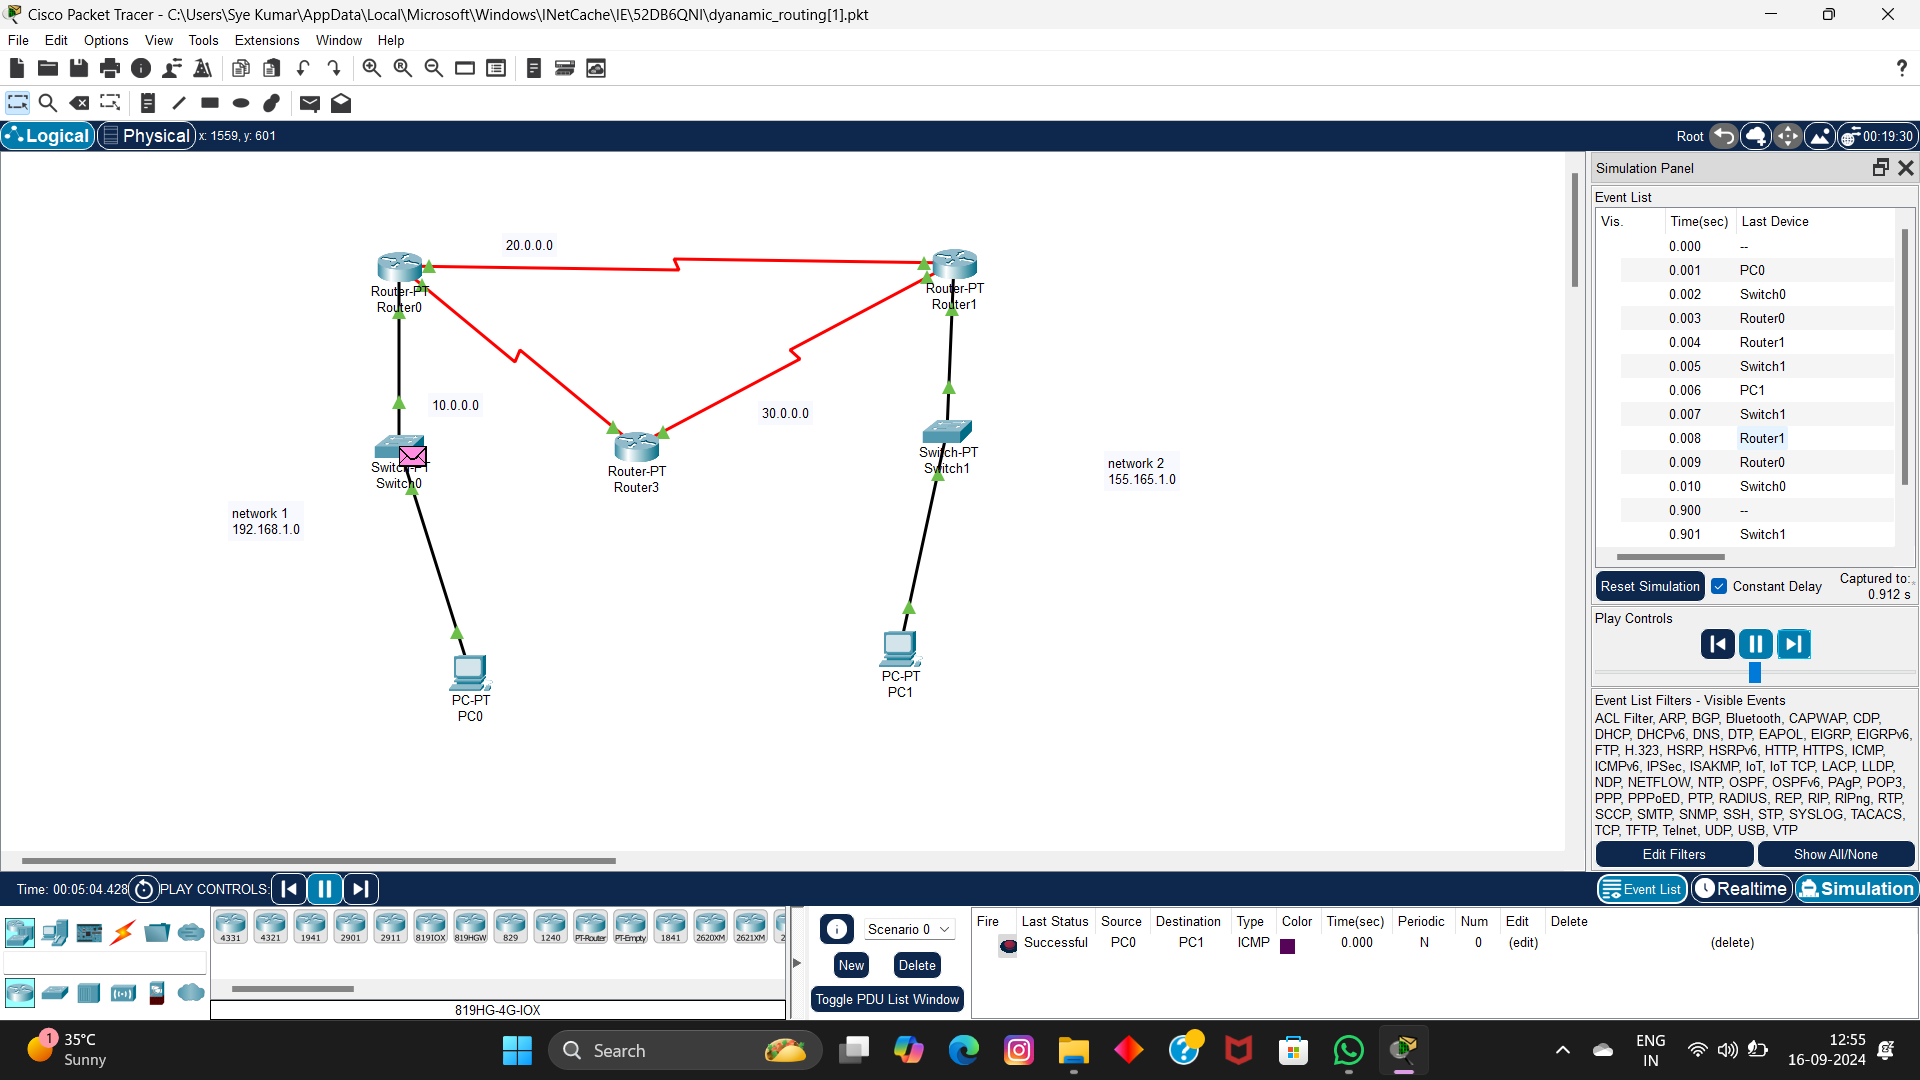 Cisco Packet Tracer - C:\Users\Sye Kumar\AppData\Local\Microsoft\Windows\INetCache\IE\52DB6QNI\dyanamic_routing[1].pkt
File Edit Options View Tools Extensions Window Help
Logical Physical x: 1559, y: 601
Root 00:19:30
20.0.0.0
Router-PT
Router0
Router-PT
Router1
10.0.0.0
30.0.0.0
Switch-PT
Switch0
Router-PT
Router3
Switch-PT
Switch1
network 2
155.165.1.0
network 1
192.168.1.0
PC-PT
PC0
PC-PT
PC1
Simulation Panel
Event List
Vis. Time(sec) Last Device
0.000 --
0.001 PC0
0.002 Switch0
0.003 Router0
0.004 Router1
0.005 Switch1
0.006 PC1
0.007 Switch1
0.008 Router1
0.009 Router0
0.010 Switch0
0.900 --
0.901 Switch1
Reset Simulation Constant Delay Captured to:
0.912 s
Play Controls
Event List Filters - Visible Events
ACL Filter, ARP, BGP, Bluetooth, CAPWAP, CDP,
DHCP, DHCPv6, DNS, DTP, EAPOL, EIGRP, EIGRPv6,
FTP, H.323, HSRP, HSRPv6, HTTP, HTTPS, ICMP,
ICMPv6, IPSec, ISAKMP, IoT, IoT TCP, LACP, LLDP,
NDP, NETFLOW, NTP, OSPF, OSPFv6, PAgP, POP3,
PPP, PPPoED, PTP, RADIUS, REP, RIP, RIPng, RTP,
SCCP, SMTP, SNMP, SSH, STP, SYSLOG, TACACS,
TCP, TFTP, Telnet, UDP, USB, VTP
Edit Filters Show All/None
Time: 00:05:04.428 PLAY CONTROLS:
Event List Realtime Simulation
4331 4321 1941 2901 2911 819IOX 819HGW 829 1240 PT-Router PT-Empty 1841 2620XM 2621XM 2
819HG-4G-IOX
Scenario 0
New Delete
Toggle PDU List Window
Fire Last Status Source Destination Type Color Time(sec) Periodic Num Edit Delete
Successful PC0 PC1 ICMP 0.000 N 0 (edit) (delete)
1
35°C
Sunny
Search
ENG
IN
12:55
16-09-2024